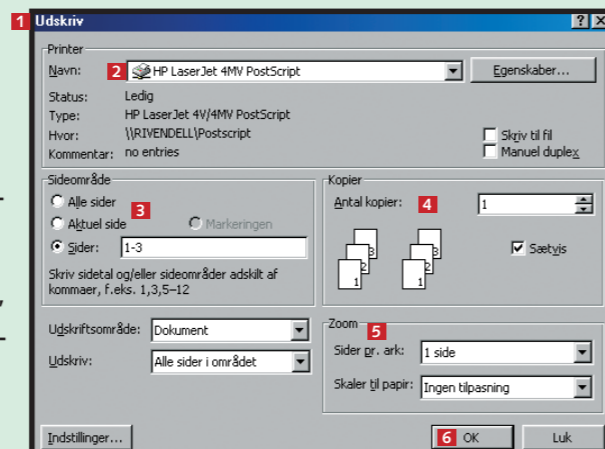 1 Udskriv
Printer
Navn: 2 HP LaserJet 4MV PostScript Egenskaber...
Status: Ledig
Type: HP LaserJet 4V/4MV PostScript
Hvor: \\RIVENDELL\Postscript Skriv til fil
Kommentar: no entries Manuel duplex
Sideområde Kopier
Alle sider 3 Antal kopier: 4 1
Aktuel side Markeringen
Sider: 1-3 Sætvis
Skriv sidetal og/eller sideområder adskilt af
kommaer, f.eks. 1,3,5–12
1 2 3 1 2 3
Udskriftsområde: Dokument Zoom 5
Sider pr. ark: 1 side
Udskriv: Alle sider i området
Skaler til papir: Ingen tilpasning
Indstillinger... 6 OK Luk